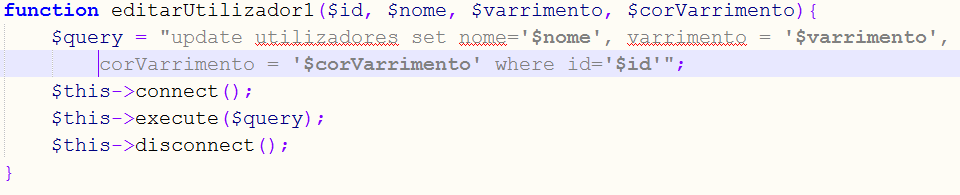 function editarUtilizador1($id, $nome, $varrimento, $corVarrimento){
$query = "update utilizadores set nome='$nome', varrimento = '$varrimento',
corVarrimento = '$corVarrimento' where id='$id'";
$this->connect();
$this->execute($query);
$this->disconnect();
}